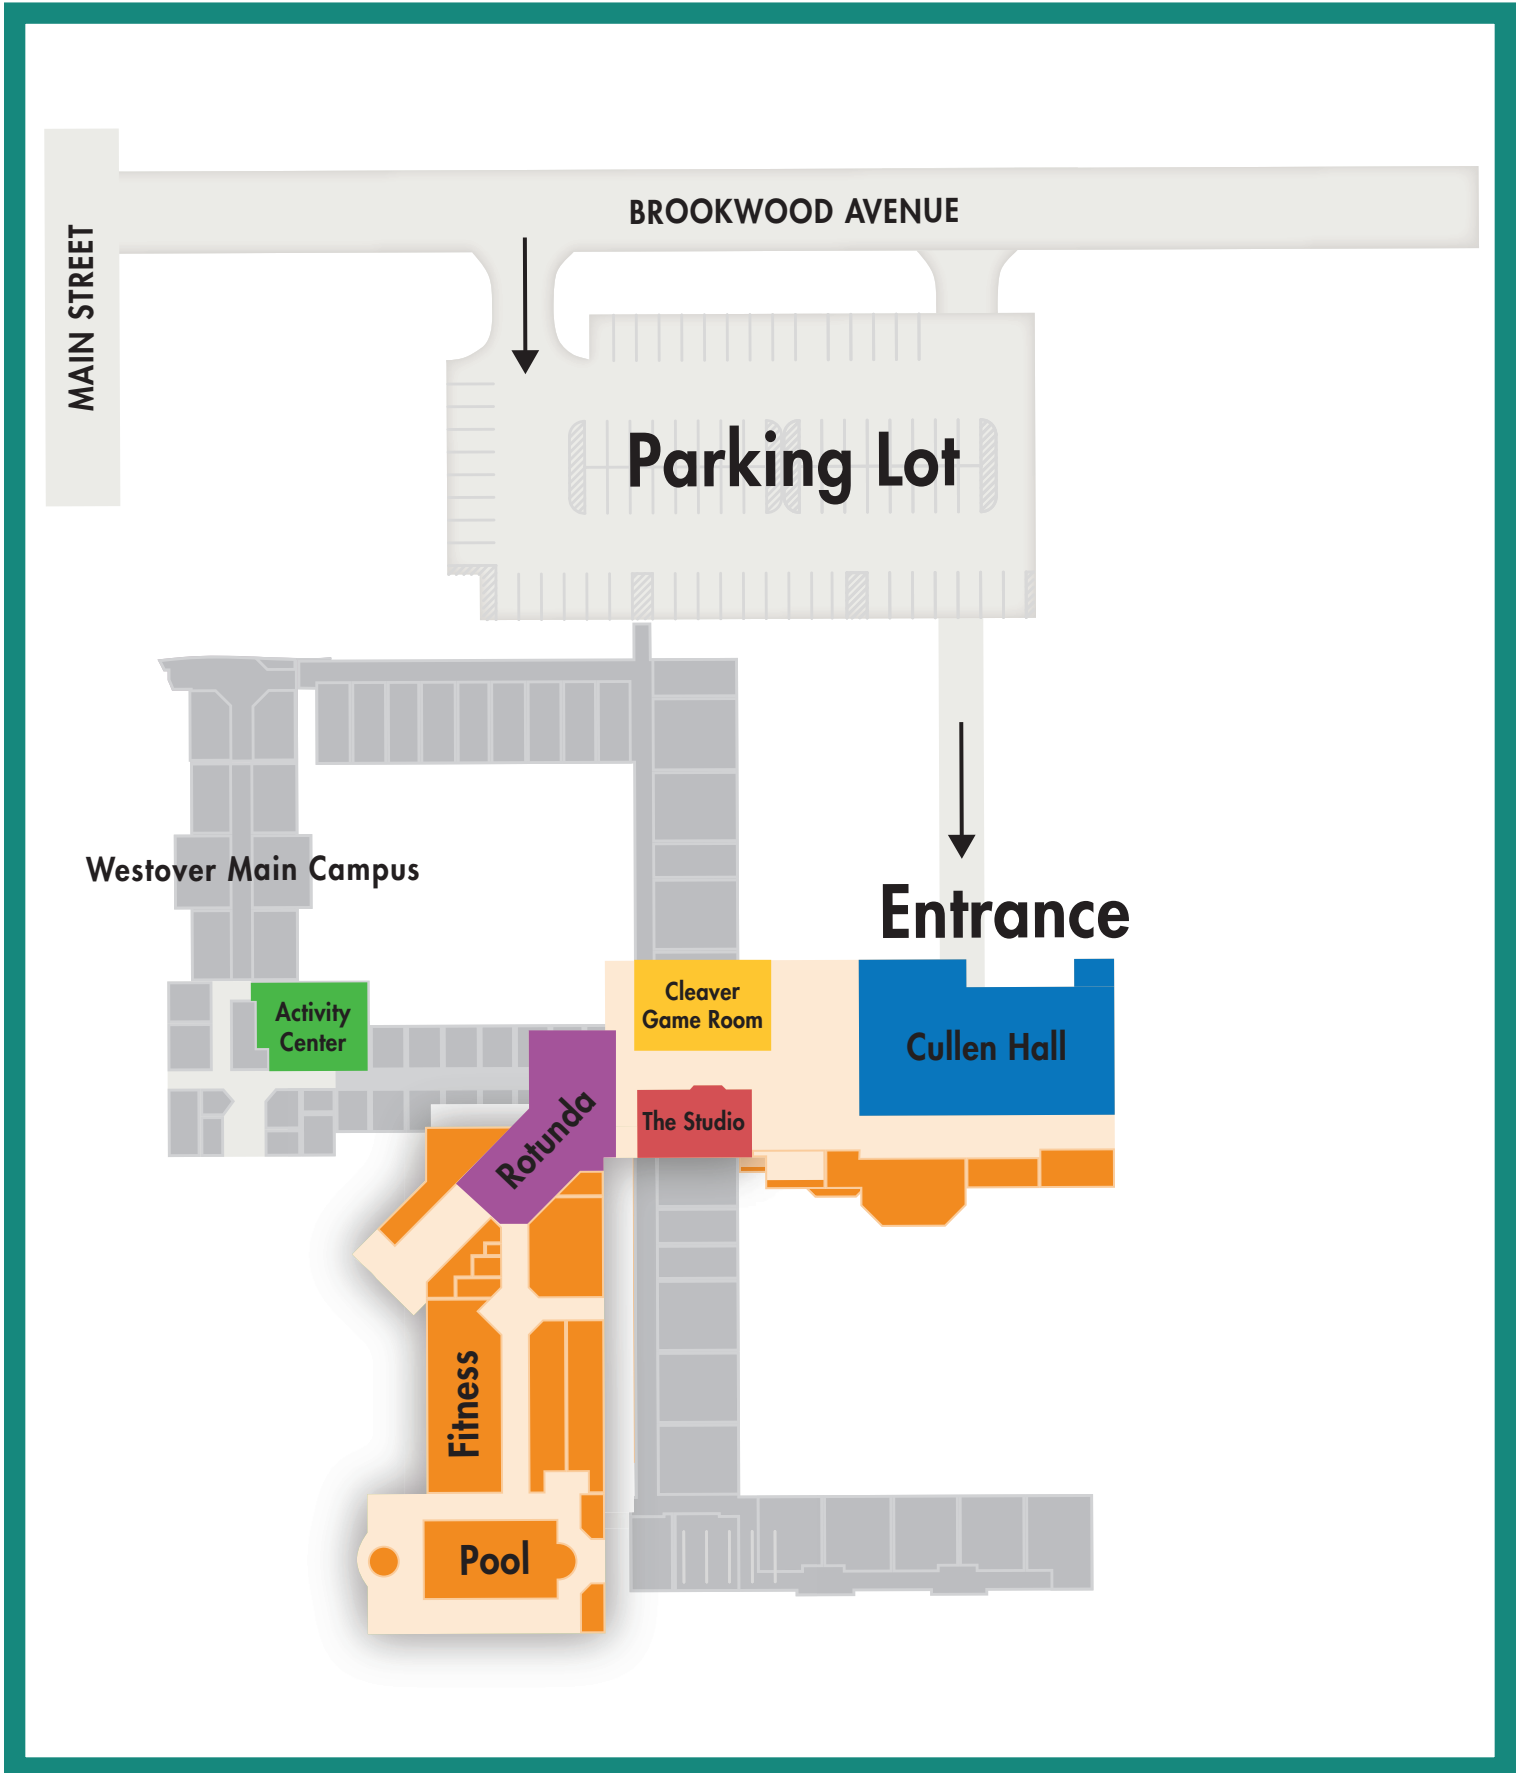 BROOKWOOD AVENUE
MAIN STREET
Parking Lot
Westover Main Campus
Entrance
Cleaver
Game Room
Activity
Center
Cullen Hall
The Studio
Rotunda
Fitness
Pool